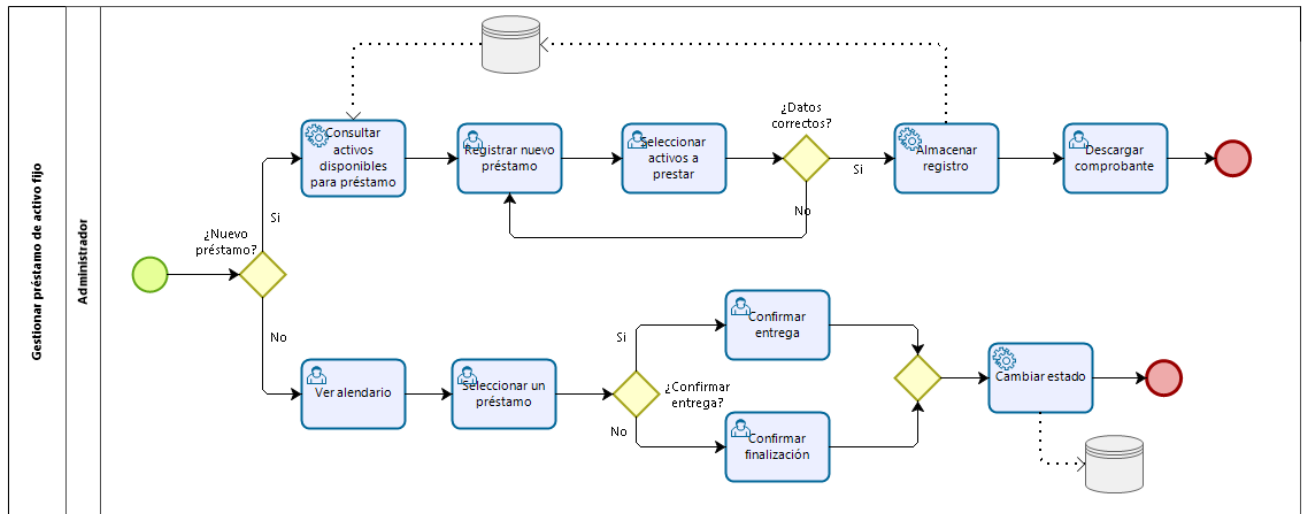 Gestionar préstamo de activo fijo
Administrador
¿Nuevo
préstamo?
Si
No
Consultar
activos
disponibles
para préstamo
Registrar nuevo
préstamo
Seleccionar
activos a
prestar
¿Datos
correctos?
Si
No
Almacenar
registro
Descargar
comprobante
Ver alendario
Seleccionar un
préstamo
¿Confirmar
entrega?
Si
No
Confirmar
entrega
Confirmar
finalización
Cambiar estado